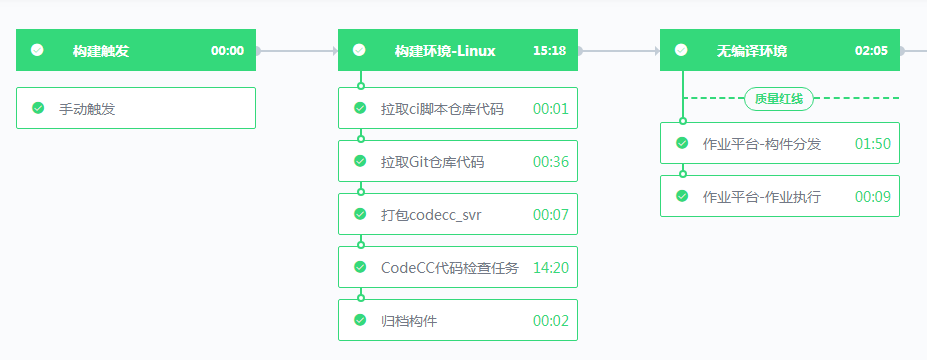 构建触发 00:00
手动触发
构建环境-Linux 15:18
拉取ci脚本仓库代码 00:01
拉取Git仓库代码 00:36
打包codecc_svr 00:07
CodeCC代码检查任务 14:20
归档构件 00:02
无编译环境 02:05
质量红线
作业平台-构件分发 01:50
作业平台-作业执行 00:09